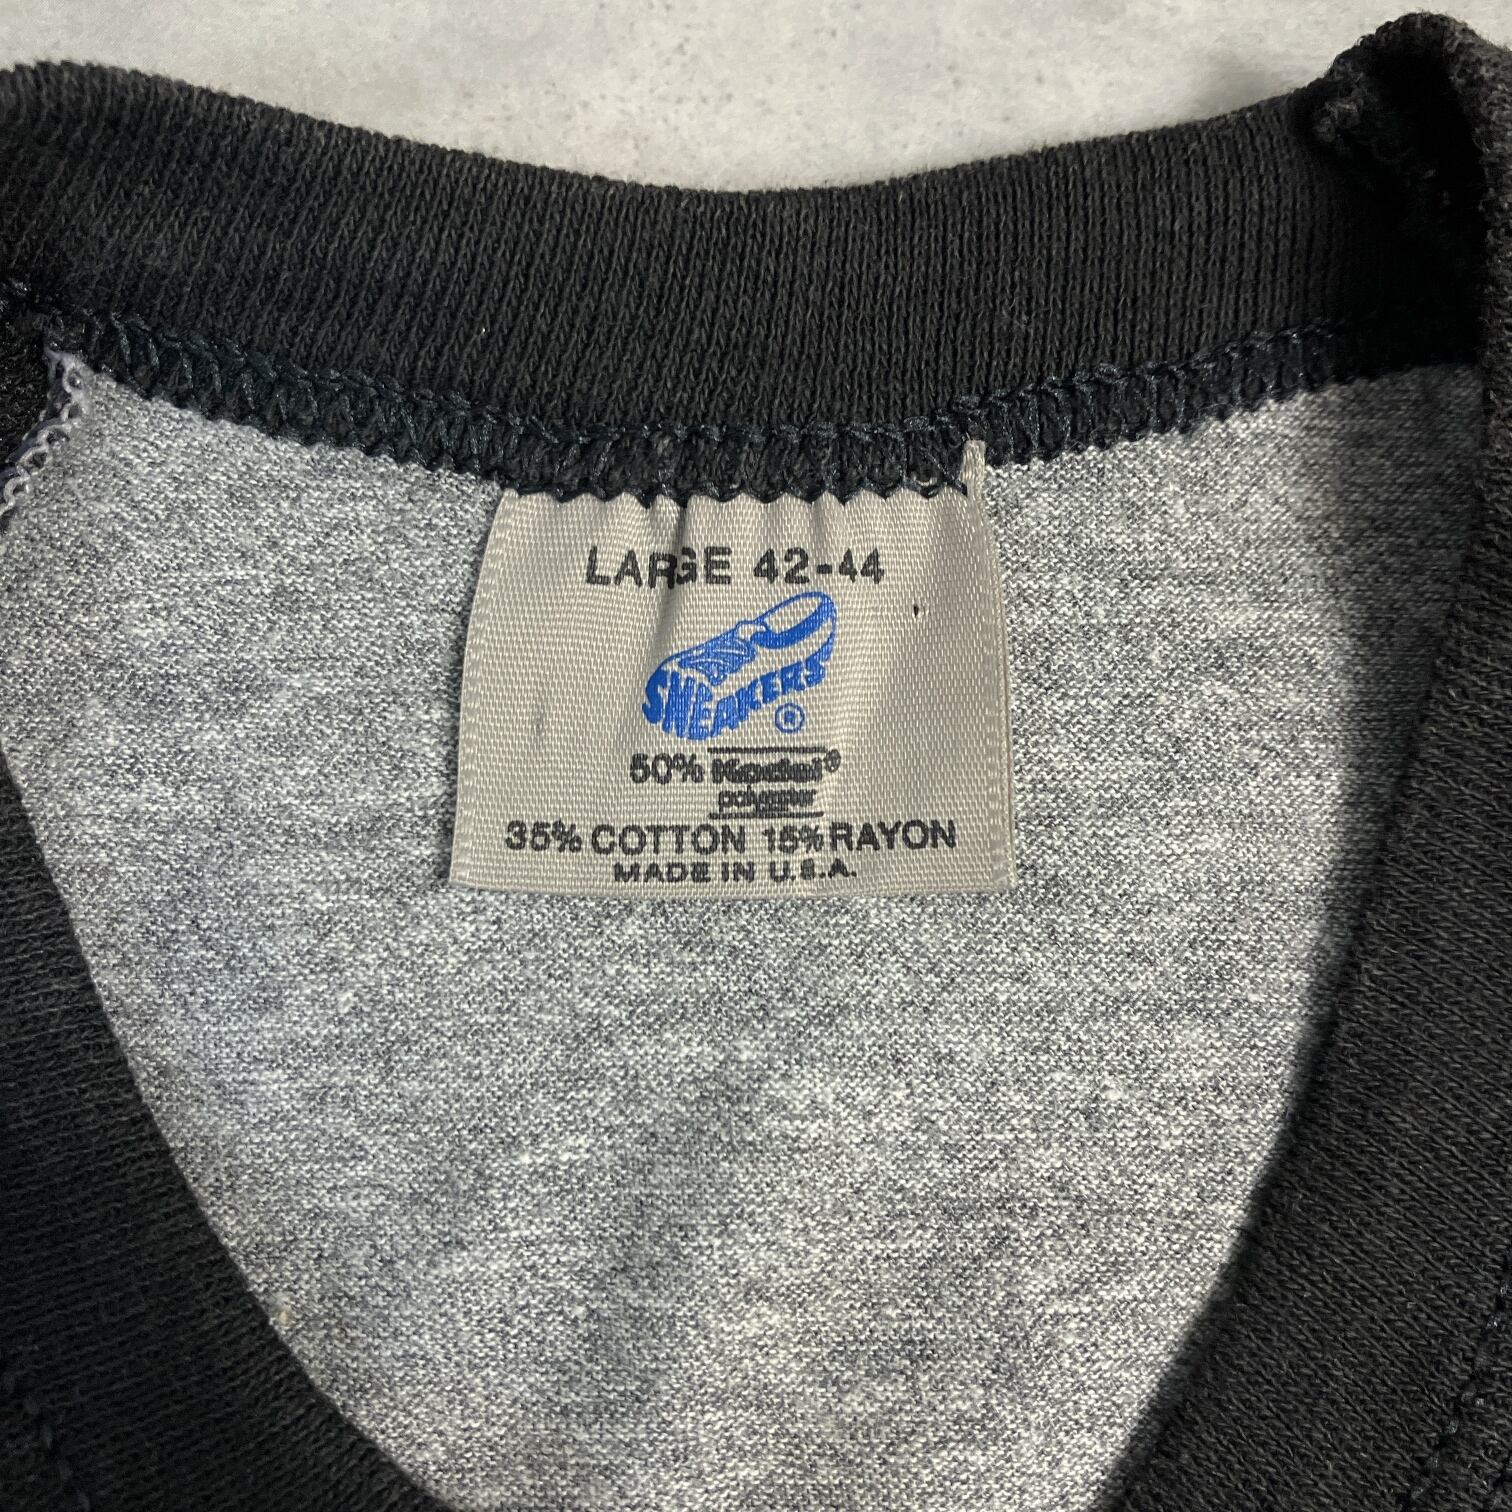 LARGE 42-44
SNEAKERS ®
50% Kodel®
polyester
35% COTTON 15% RAYON
MADE IN U.S.A.